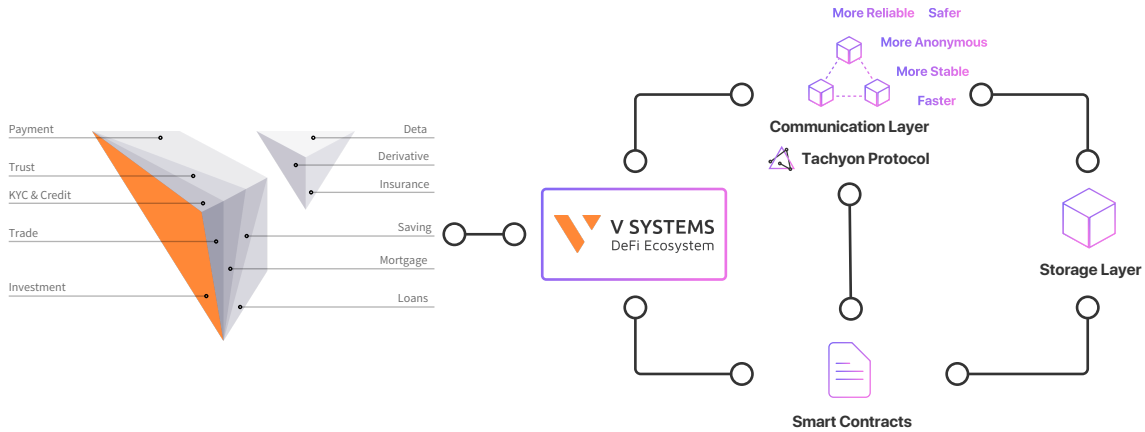 Payment
Trust
KYC & Credit
Trade
Investment
Deta
Derivative
Insurance
Saving
Mortgage
Loans
V SYSTEMS
DeFi Ecosystem
More Reliable Safer
More Anonymous
More Stable
Faster
Communication Layer
Tachyon Protocol
Storage Layer
Smart Contracts